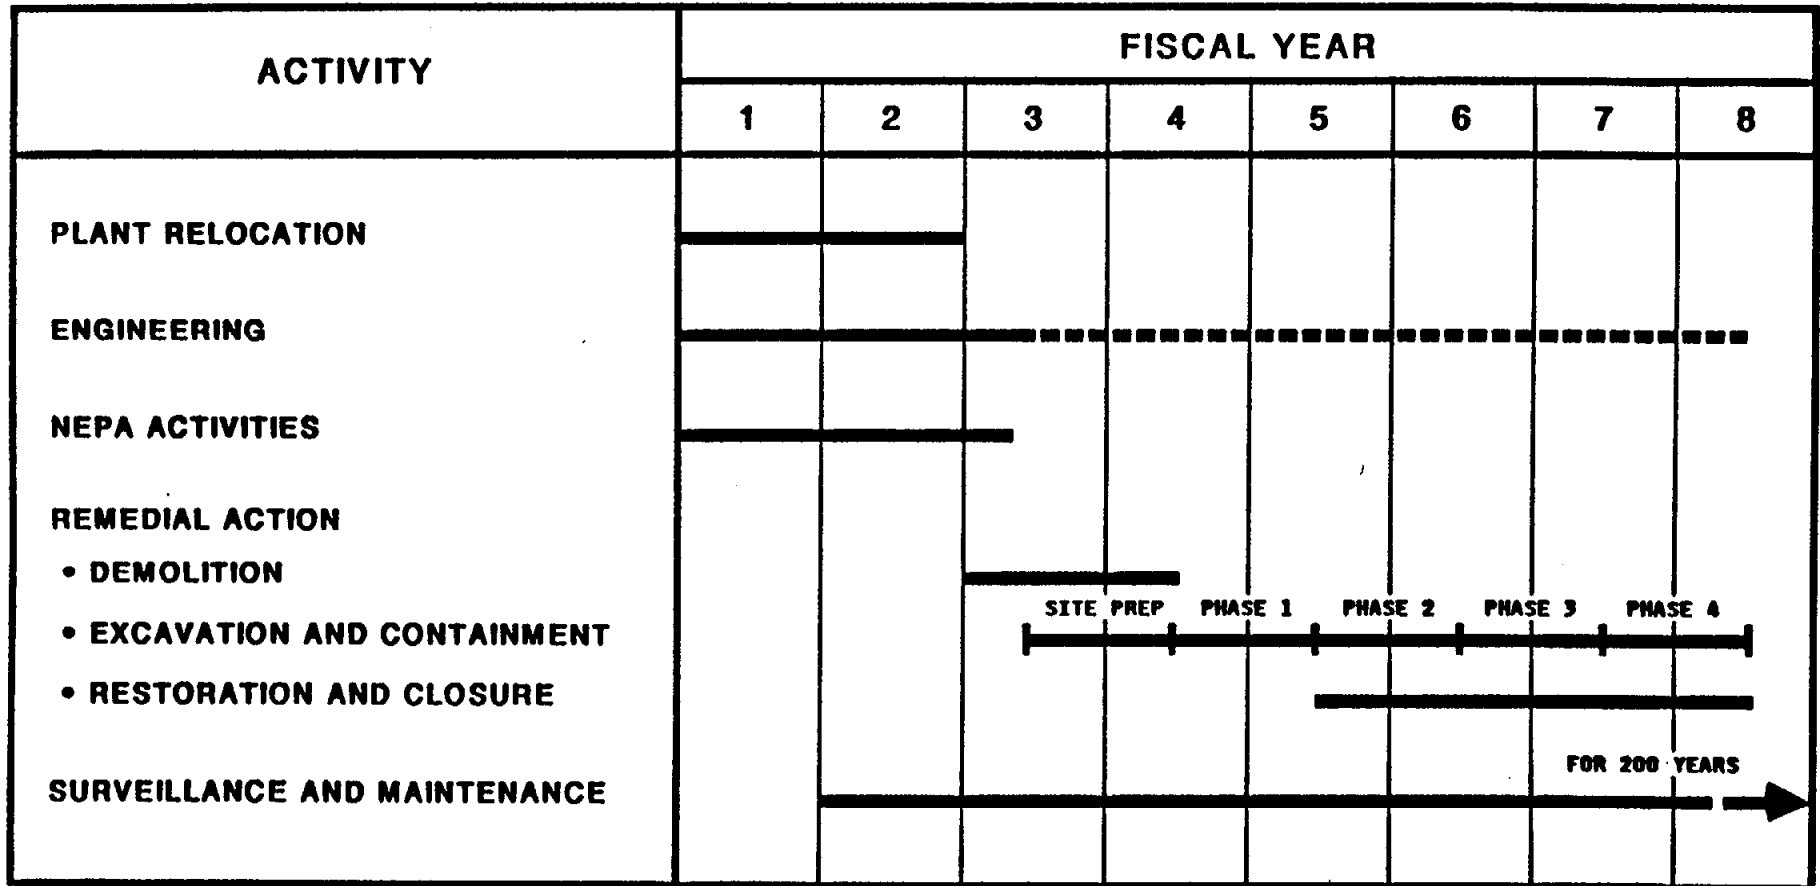 ACTIVITY
FISCAL YEAR
1 2 3 4 5 6 7 8
PLANT RELOCATION
ENGINEERING
NEPA ACTIVITIES
REMEDIAL ACTION
• DEMOLITION
SITE PREP PHASE 1 PHASE 2 PHASE 3 PHASE 4
• EXCAVATION AND CONTAINMENT
• RESTORATION AND CLOSURE
FOR 200 YEARS
SURVEILLANCE AND MAINTENANCE